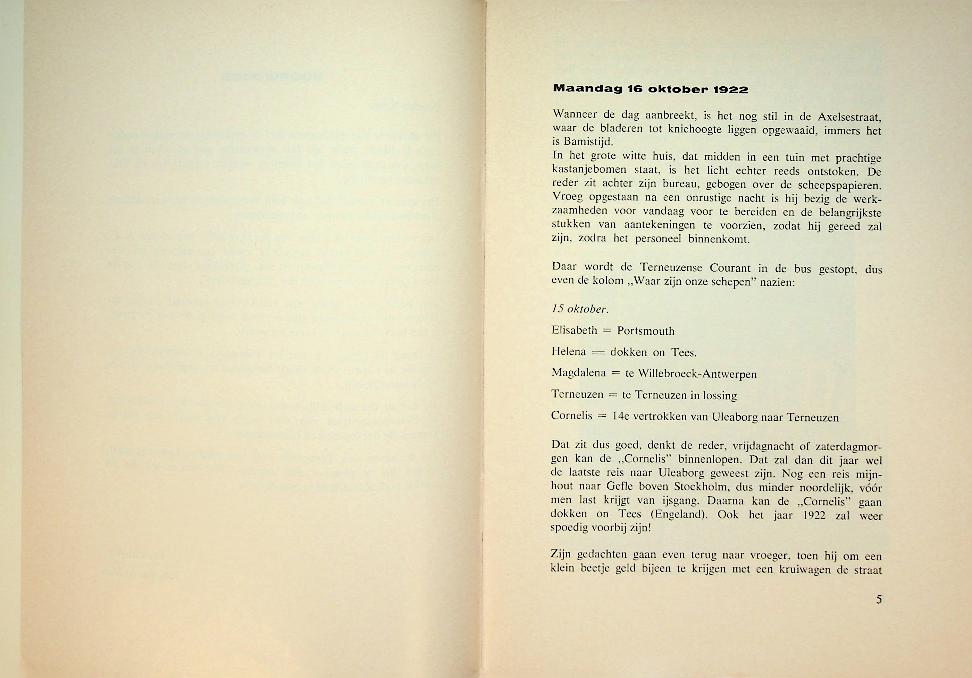 Maandag 16 oktober 1922
Wanneer de dag aanbreekt, is het nog stil in de Axelsestraat,
waar de bladeren tot kniehoogte liggen opgewaaid, immers het
is Bamistijd.
In het grote witte huis, dat midden in een tuin met prachtige
kastanjebomen staat, is het licht echter reeds ontstoken. De
reder zit achter zijn bureau, gebogen over de scheepspapieren.
Vroeg opgestaan na een onrustige nacht is hij bezig de werk-
zaamheden voor vandaag voor te bereiden en de belangrijkste
stukken van aantekeningen te voorzien, zodat hij gereed zal
zijn, zodra het personeel binnenkomt.
Daar wordt de Terneuzense Courant in de bus gestopt, dus
even de kolom „Waar zijn onze schepen” nazien:
15 oktober.
Elisabeth = Portsmouth
Helena = dokken on Tees.
Magdalena = te Willebroeck-Antwerpen
Terneuzen = te Terneuzen in lossing
Cornelis = 14e vertrokken van Uleaborg naar Terneuzen
Dat zit dus goed, denkt de reder, vrijdagnacht of zaterdagmor-
gen kan de „Cornelis” binnenlopen. Dat zal dan dit jaar wel
de laatste reis naar Uleaborg geweest zijn. Nog een reis mijn-
hout naar Gefle boven Stockholm, dus minder noordelijk, vóór
men last krijgt van ijsgang. Daarna kan de „Cornelis” gaan
dokken on Tees (Engeland). Ook het jaar 1922 zal weer
spoedig voorbij zijn!
Zijn gedachten gaan even terug naar vroeger, toen hij om een
klein beetje geld bijeen te krijgen met een kruiwagen de straat
5